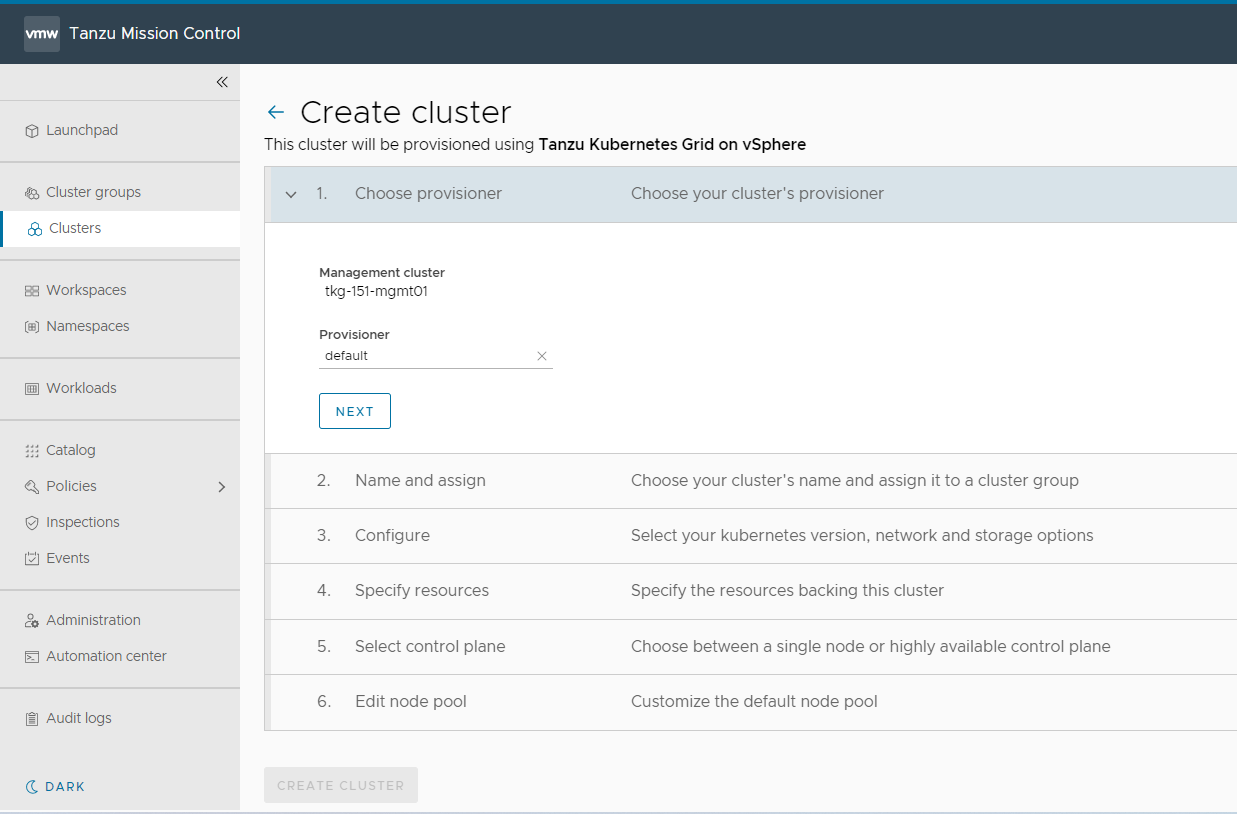 vmw Tanzu Mission Control
Launchpad
Cluster groups
Clusters
Workspaces
Namespaces
Workloads
Catalog
Policies
Inspections
Events
Administration
Automation center
Audit logs
DARK
Create cluster
This cluster will be provisioned using Tanzu Kubernetes Grid on vSphere
1. Choose provisioner Choose your cluster's provisioner
Management cluster
tkg-151-mgmt01
Provisioner
default
NEXT
2. Name and assign Choose your cluster's name and assign it to a cluster group
3. Configure Select your kubernetes version, network and storage options
4. Specify resources Specify the resources backing this cluster
5. Select control plane Choose between a single node or highly available control plane
6. Edit node pool Customize the default node pool
CREATE CLUSTER